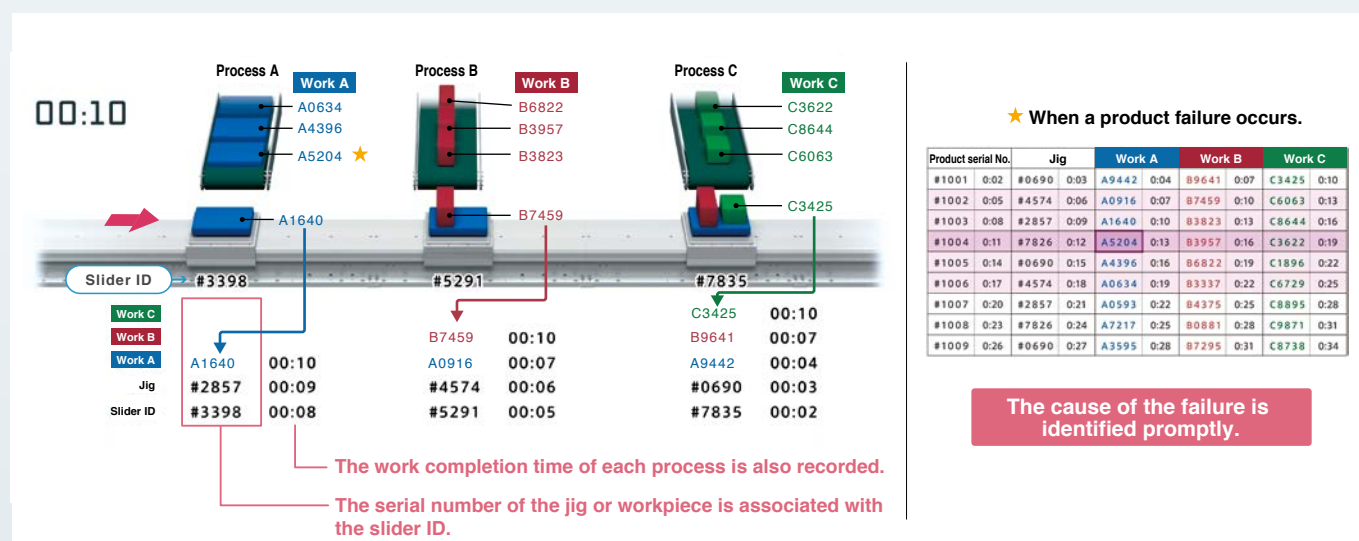 00:10
Process A
Work A
A0634
A4396
A5204 ★
A1640
Process B
Work B
B6822
B3957
B3823
B7459
Process C
Work C
C3622
C8644
C6063
C3425
Slider ID
#3398
#5291
#7835
Work C
C3425 00:10
Work B
B7459 00:10
B9641 00:07
Work A
A1640 00:10
A0916 00:07
A9442 00:04
Jig
#2857 00:09
#4574 00:06
#0690 00:03
Slider ID
#3398 00:08
#5291 00:05
#7835 00:02
The work completion time of each process is also recorded.
The serial number of the jig or workpiece is associated with
the slider ID.
★ When a product failure occurs.
Product serial No. Jig Work A Work B Work C
#1001 0:02 #0690 0:03 A9442 0:04 B9641 0:07 C3425 0:10
#1002 0:05 #4574 0:06 A0916 0:07 B7459 0:10 C6063 0:13
#1003 0:08 #2857 0:09 A1640 0:10 B3823 0:13 C8644 0:16
#1004 0:11 #7826 0:12 A5204 0:13 B3957 0:16 C3622 0:19
#1005 0:14 #0690 0:15 A4396 0:16 B6822 0:19 C1896 0:22
#1006 0:17 #4574 0:18 A0634 0:19 B3337 0:22 C6729 0:25
#1007 0:20 #2857 0:21 A0593 0:22 B4375 0:25 C8895 0:28
#1008 0:23 #7826 0:24 A7217 0:25 B0881 0:28 C9871 0:31
#1009 0:26 #0690 0:27 A3595 0:28 B7295 0:31 C8738 0:34
The cause of the failure is
identified promptly.